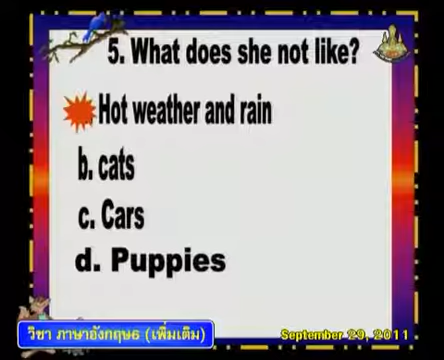 5. What does she not like?
Hot weather and rain
b. cats
c. Cars
d. Puppies
วิชา ภาษาอังกฤษ6 (เพิ่มเติม)
September 29, 2011